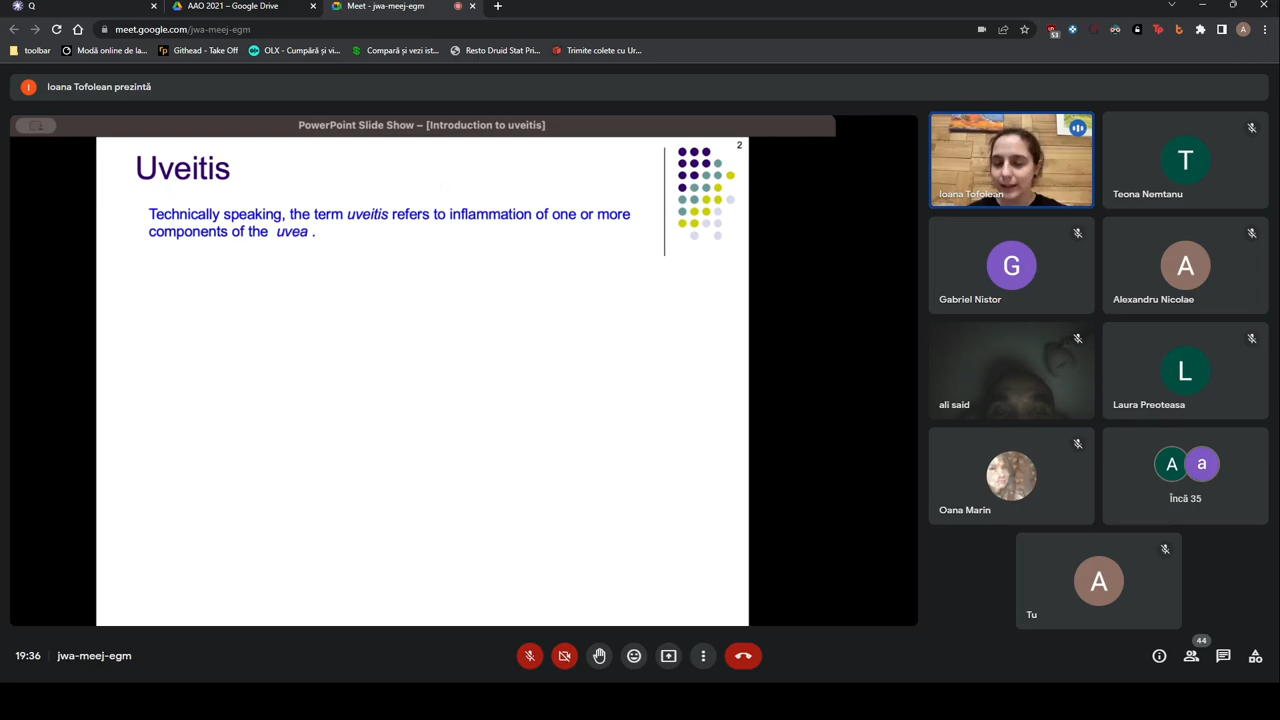 Q
AAO 2021 – Google Drive
Meet - jwa-meej-egm
meet.google.com/jwa-meej-egm
53
A
toolbar
Modă online de la...
Githead - Take Off
OLX - Cumpără și vi...
Compară și vezi ist...
Resto Druid Stat Pri...
Trimite colete cu Ur...
I
Ioana Tofolean prezintă
PowerPoint Slide Show – [Introduction to uveitis]
2
Uveitis
Technically speaking, the term uveitis refers to inflammation of one or more
components of the uvea .
Ioana Tofolean
T
Teona Nemtanu
G
Gabriel Nistor
A
Alexandru Nicolae
ali said
L
Laura Preoteasa
Oana Marin
A a
Încă 35
A
Tu
19:36
jwa-meej-egm
44